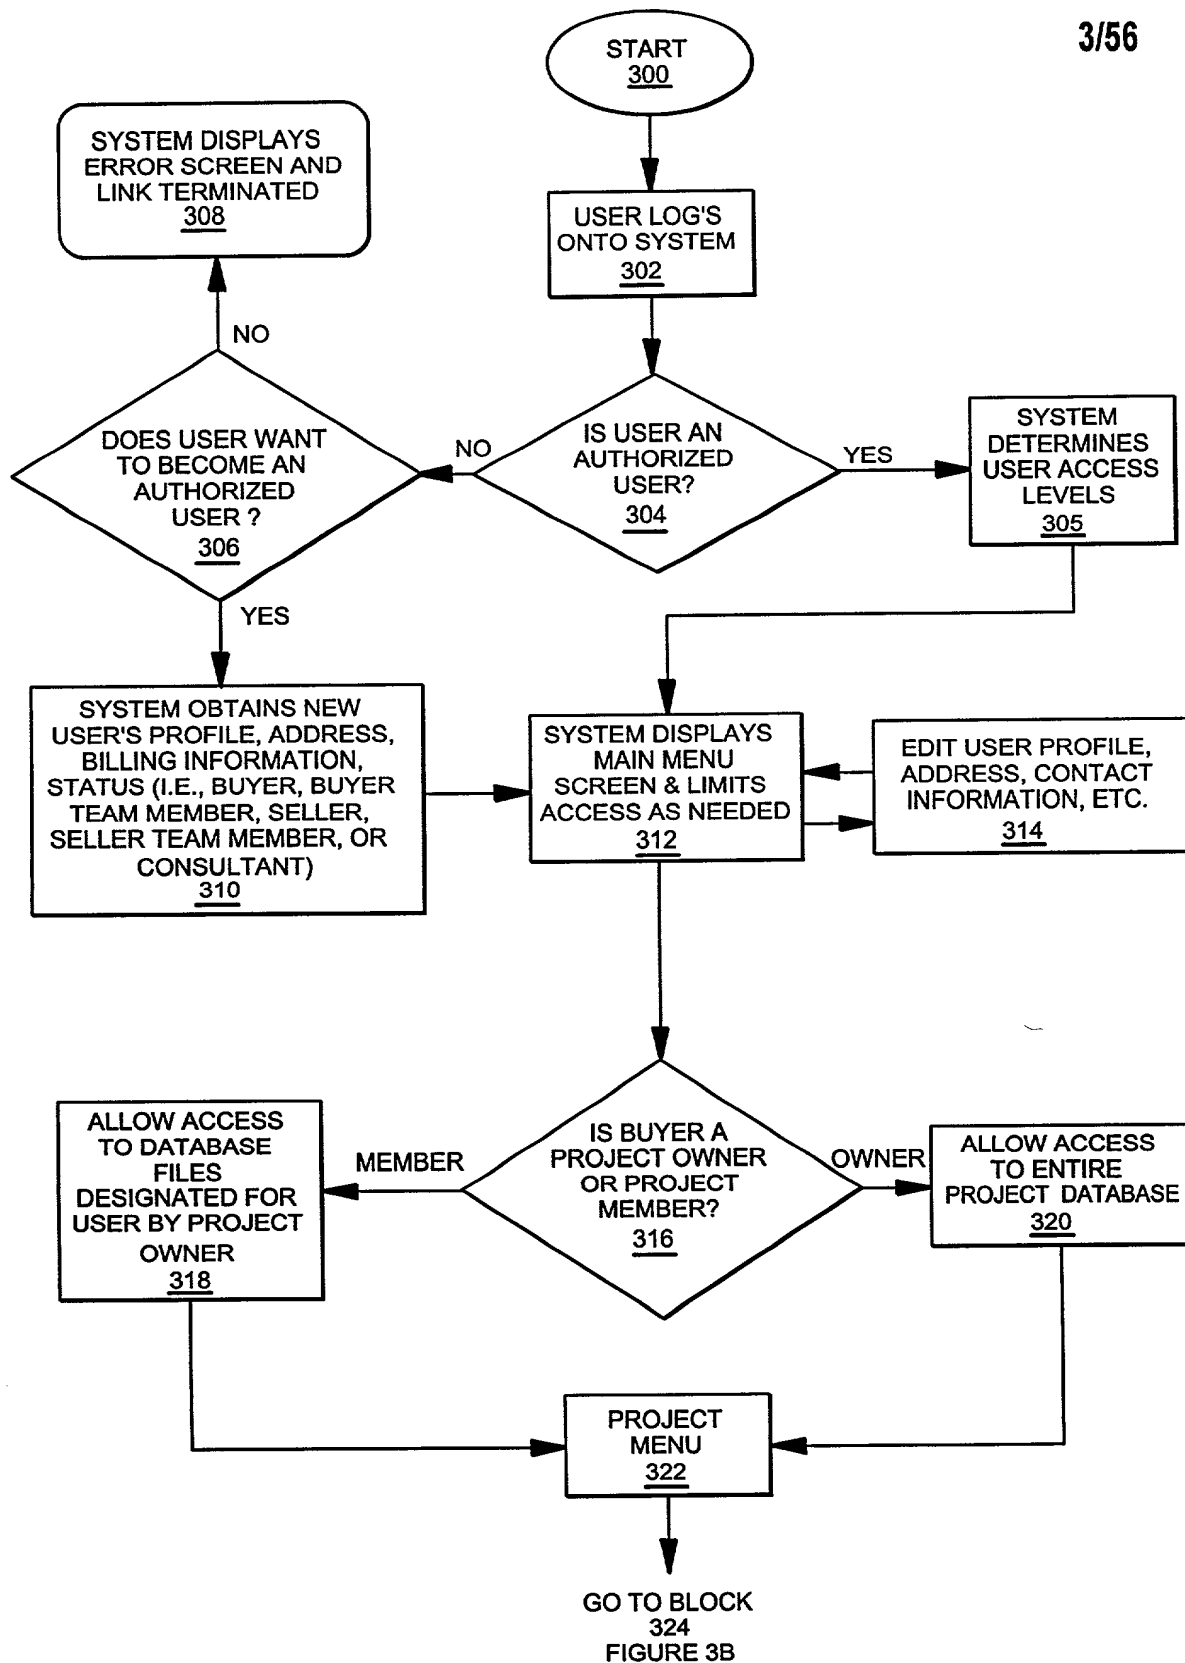 3/56
START
300
SYSTEM DISPLAYS
ERROR SCREEN AND
LINK TERMINATED
308
USER LOG'S
ONTO SYSTEM
302
NO
DOES USER WANT
TO BECOME AN
AUTHORIZED
USER ?
306
NO
IS USER AN
AUTHORIZED
USER?
304
YES
SYSTEM
DETERMINES
USER ACCESS
LEVELS
305
YES
SYSTEM OBTAINS NEW
USER'S PROFILE, ADDRESS,
BILLING INFORMATION,
STATUS (I.E., BUYER, BUYER
TEAM MEMBER, SELLER,
SELLER TEAM MEMBER, OR
CONSULTANT)
310
SYSTEM DISPLAYS
MAIN MENU
SCREEN & LIMITS
ACCESS AS NEEDED
312
EDIT USER PROFILE,
ADDRESS, CONTACT
INFORMATION, ETC.
314
ALLOW ACCESS
TO DATABASE
FILES
DESIGNATED FOR
USER BY PROJECT
OWNER
318
MEMBER
IS BUYER A
PROJECT OWNER
OR PROJECT
MEMBER?
316
OWNER
ALLOW ACCESS
TO ENTIRE
PROJECT DATABASE
320
PROJECT
MENU
322
GO TO BLOCK
324
FIGURE 3B